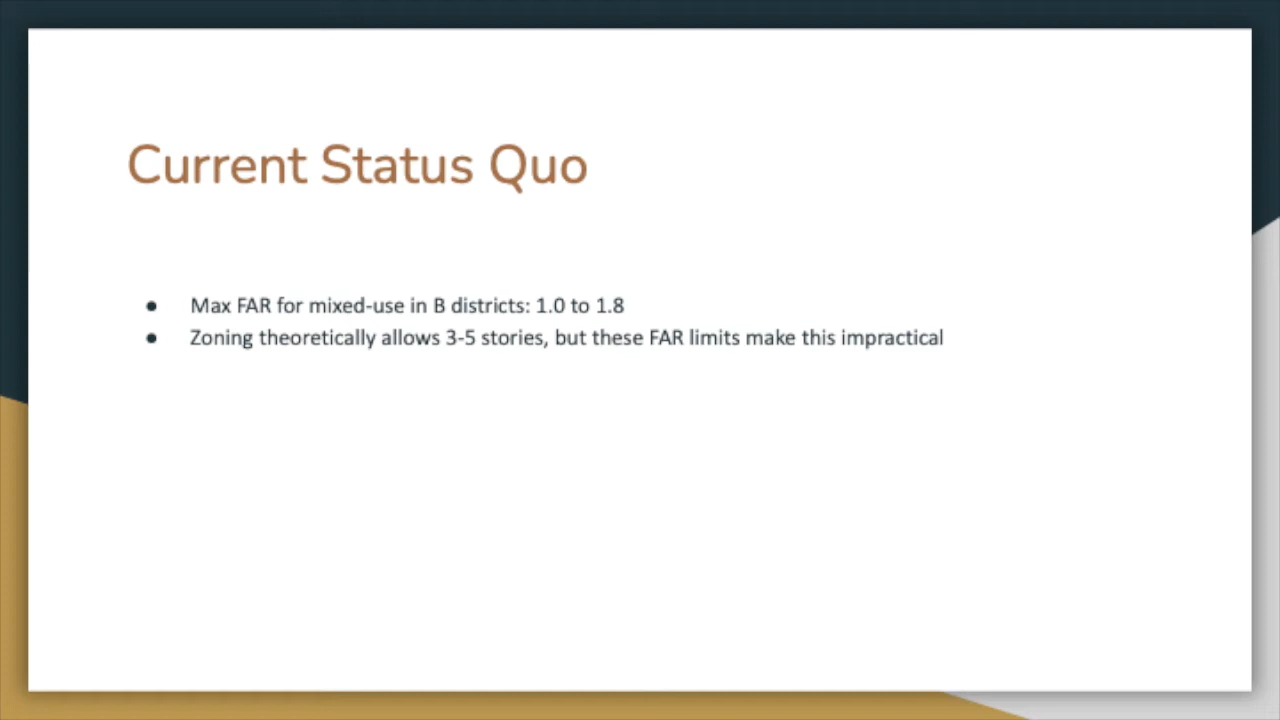 Current Status Quo
● Max FAR for mixed-use in B districts: 1.0 to 1.8
● Zoning theoretically allows 3-5 stories, but these FAR limits make this impractical